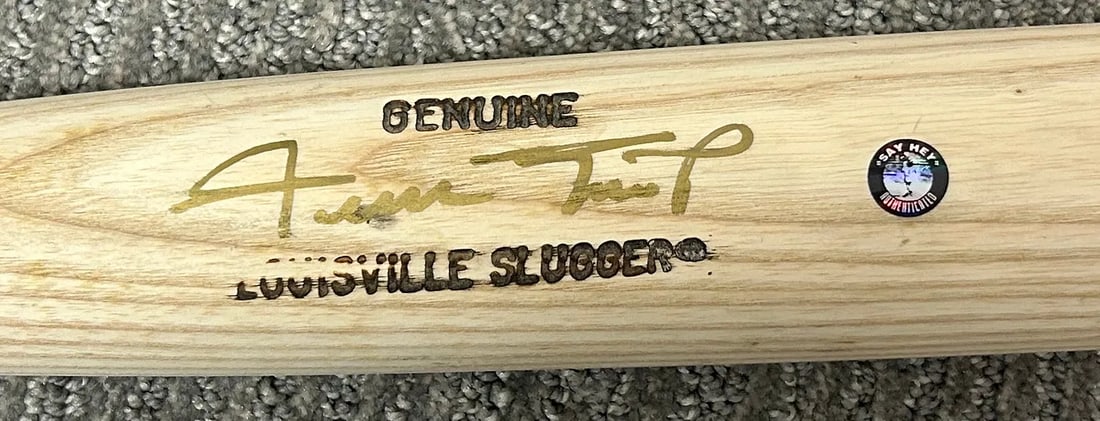 GENUINE
LOUISVILLE SLUGGER®
"SAY HEY"
AUTHENTICATED